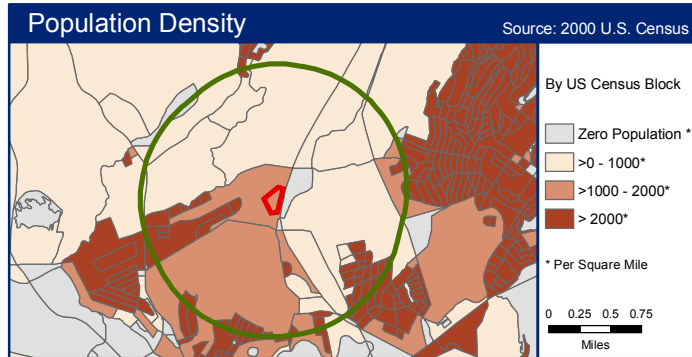 Population Density
Source: 2000 U.S. Census
By US Census Block
Zero Population *
>0 - 1000*
>1000 - 2000*
> 2000*
* Per Square Mile
0 0.25 0.5 0.75
Miles